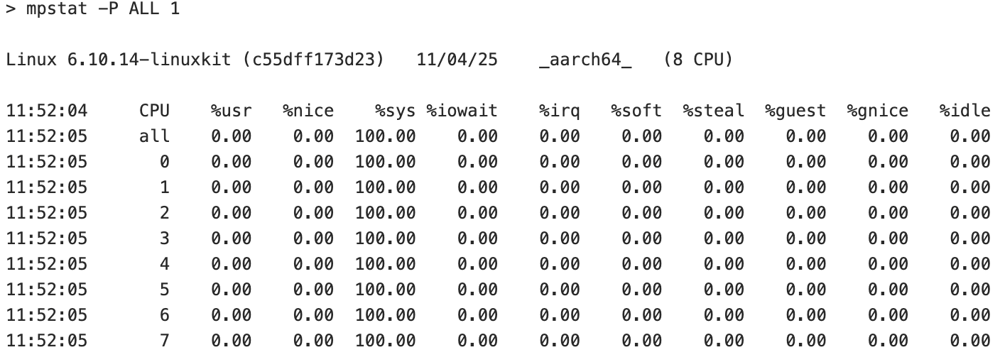 > mpstat -P ALL 1
Linux 6.10.14-linuxkit (c55dff173d23)   11/04/25    _aarch64_   (8 CPU)
11:52:04     CPU    %usr   %nice    %sys %iowait    %irq   %soft  %steal  %guest  %gnice   %idle
11:52:05     all    0.00    0.00  100.00    0.00    0.00    0.00    0.00    0.00    0.00    0.00
11:52:05       0    0.00    0.00  100.00    0.00    0.00    0.00    0.00    0.00    0.00    0.00
11:52:05       1    0.00    0.00  100.00    0.00    0.00    0.00    0.00    0.00    0.00    0.00
11:52:05       2    0.00    0.00  100.00    0.00    0.00    0.00    0.00    0.00    0.00    0.00
11:52:05       3    0.00    0.00  100.00    0.00    0.00    0.00    0.00    0.00    0.00    0.00
11:52:05       4    0.00    0.00  100.00    0.00    0.00    0.00    0.00    0.00    0.00    0.00
11:52:05       5    0.00    0.00  100.00    0.00    0.00    0.00    0.00    0.00    0.00    0.00
11:52:05       6    0.00    0.00  100.00    0.00    0.00    0.00    0.00    0.00    0.00    0.00
11:52:05       7    0.00    0.00  100.00    0.00    0.00    0.00    0.00    0.00    0.00    0.00